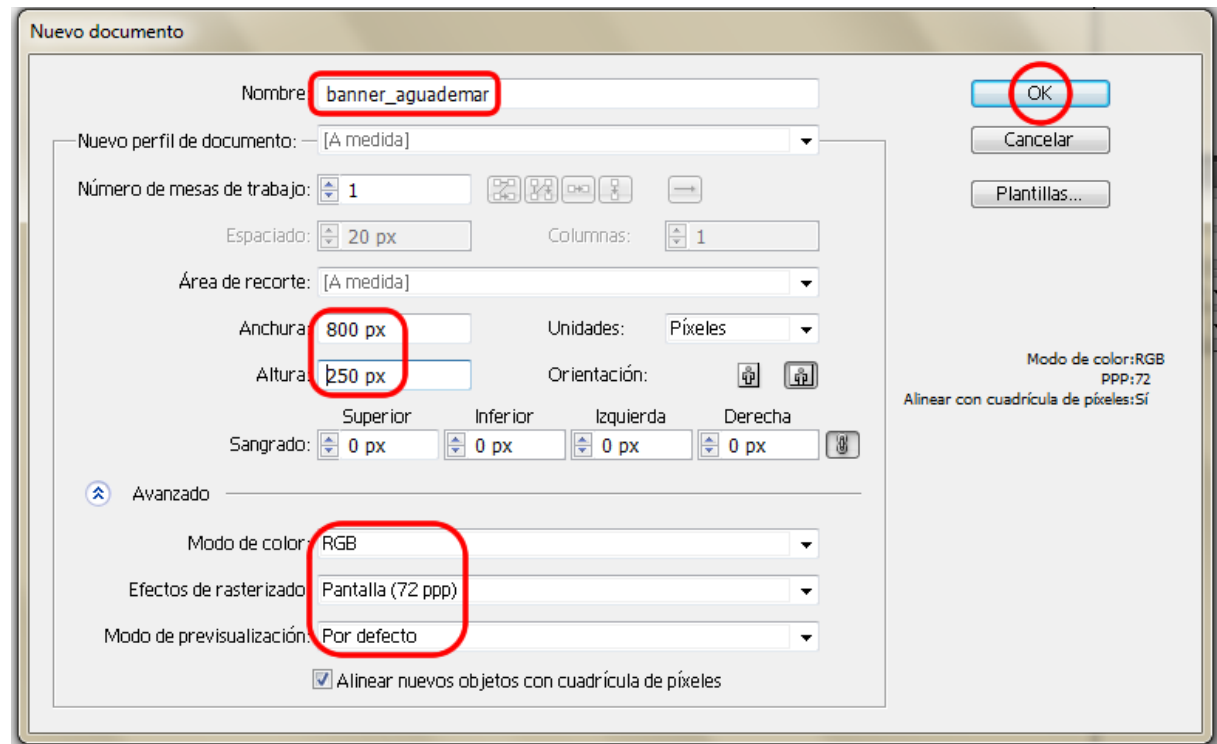 Nuevo documento
Nombre: banner_aguademar
OK
Nuevo perfil de documento: [A medida]
Cancelar
Número de mesas de trabajo: 1
Plantillas...
Espaciado: 20 px Columnas: 1
Área de recorte: [A medida]
Anchura: 800 px Unidades: Píxeles
Altura: 250 px Orientación:
Modo de color:RGB
PPP:72
Alinear con cuadrícula de píxeles:Sí
Superior Inferior Izquierda Derecha
Sangrado: 0 px 0 px 0 px 0 px
Avanzado
Modo de color: RGB
Efectos de rasterizado: Pantalla (72 ppp)
Modo de previsualización: Por defecto
Alinear nuevos objetos con cuadrícula de píxeles